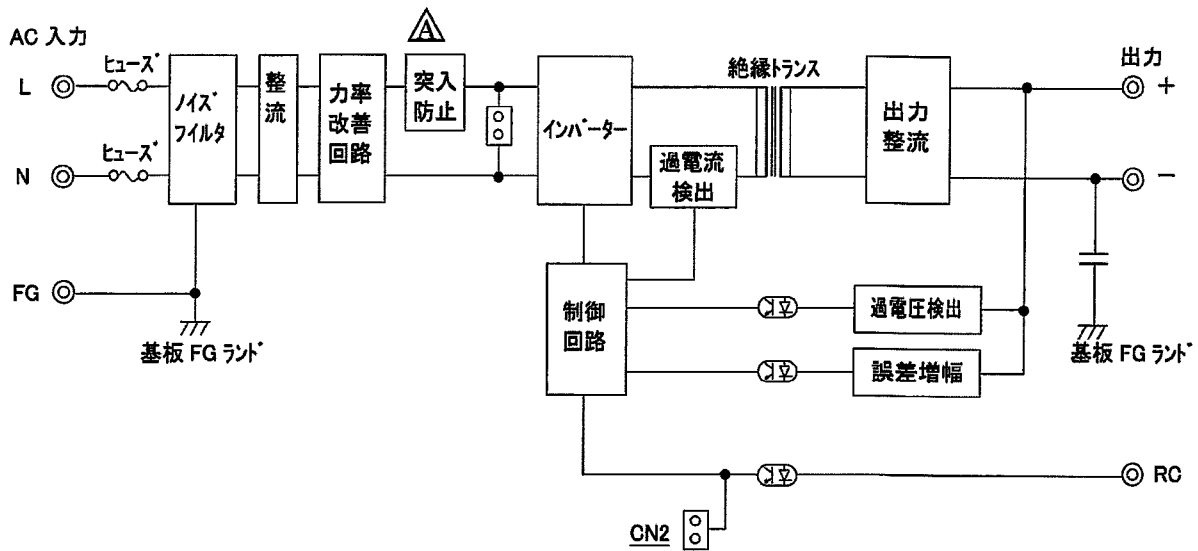 AC 入力
L
ヒューズ
ノイズ
フィルタ
整
流
力率
改善
回路
A
突入
防止
インバーター
絶縁トランス
出力
整流
出力
+
N
ヒューズ
過電流
検出
−
FG
基板 FG ランド
制御
回路
過電圧検出
誤差増幅
基板 FG ランド
RC
CN2